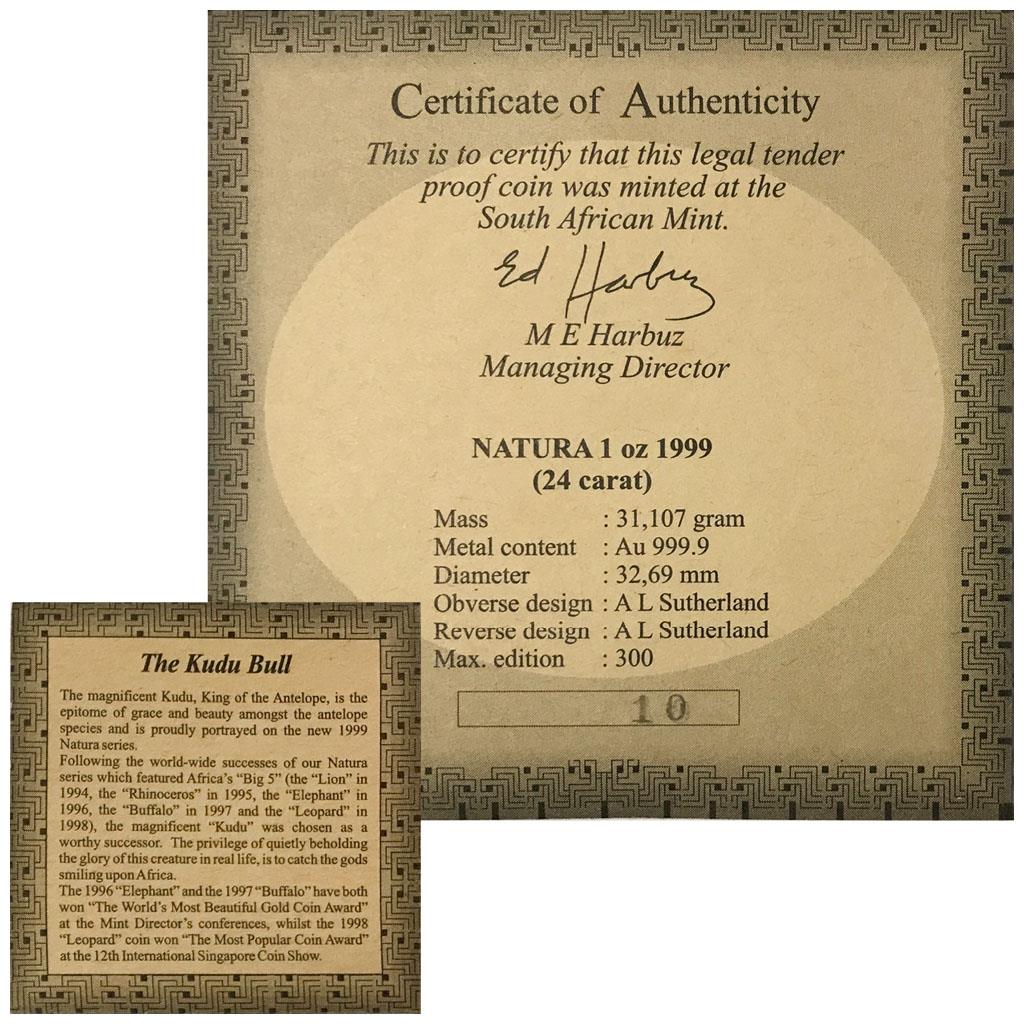 Certificate of Authenticity
This is to certify that this legal tender
proof coin was minted at the
South African Mint.
Ed Harbuz
M E Harbuz
Managing Director
NATURA 1 oz 1999
(24 carat)
Mass : 31,107 gram
Metal content : Au 999.9
Diameter : 32,69 mm
Obverse design : A L Sutherland
Reverse design : A L Sutherland
Max. edition : 300
10
The Kudu Bull
The magnificent Kudu, King of the Antelope, is the
epitome of grace and beauty amongst the antelope
species and is proudly portrayed on the new 1999
Natura series.
Following the world-wide successes of our Natura
series which featured Africa's "Big 5" (the "Lion" in
1994, the "Rhinoceros" in 1995, the "Elephant" in
1996, the "Buffalo" in 1997 and the "Leopard" in
1998), the magnificent "Kudu" was chosen as a
worthy successor. The privilege of quietly beholding
the glory of this creature in real life, is to catch the gods
smiling upon Africa.
The 1996 "Elephant" and the 1997 "Buffalo" have both
won "The World's Most Beautiful Gold Coin Award"
at the Mint Director's conferences, whilst the 1998
"Leopard" coin won "The Most Popular Coin Award"
at the 12th International Singapore Coin Show.